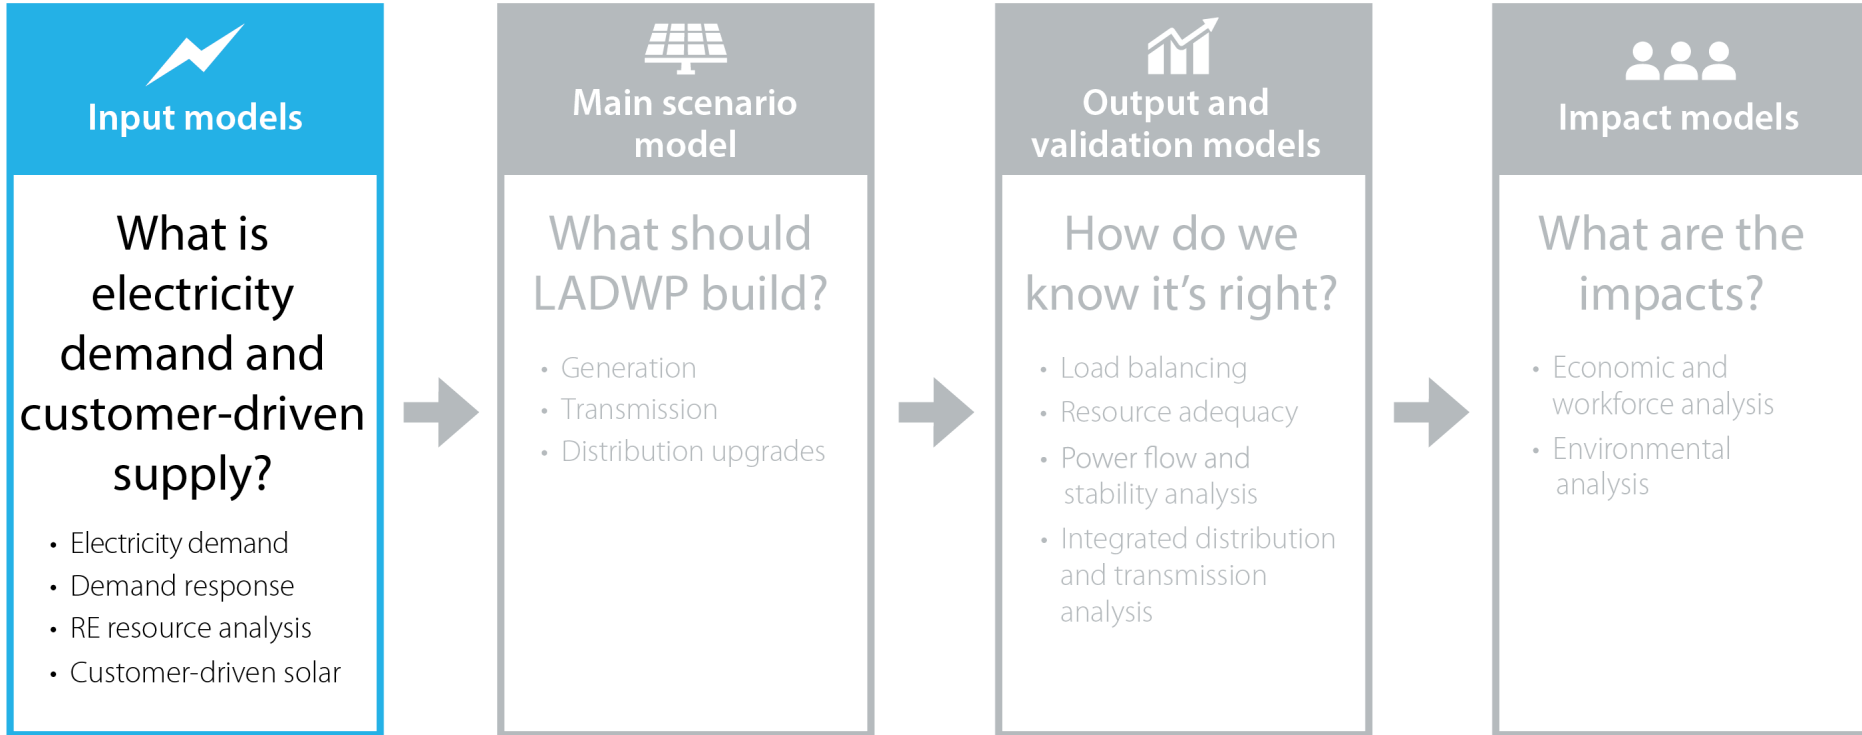 Input models
What is
electricity
demand and
customer-driven
supply?
• Electricity demand
• Demand response
• RE resource analysis
• Customer-driven solar
Main scenario
model
What should
LADWP build?
• Generation
• Transmission
• Distribution upgrades
Output and
validation models
How do we
know it’s right?
• Load balancing
• Resource adequacy
• Power flow and
stability analysis
• Integrated distribution
and transmission
analysis
Impact models
What are the
impacts?
• Economic and
workforce analysis
• Environmental
analysis